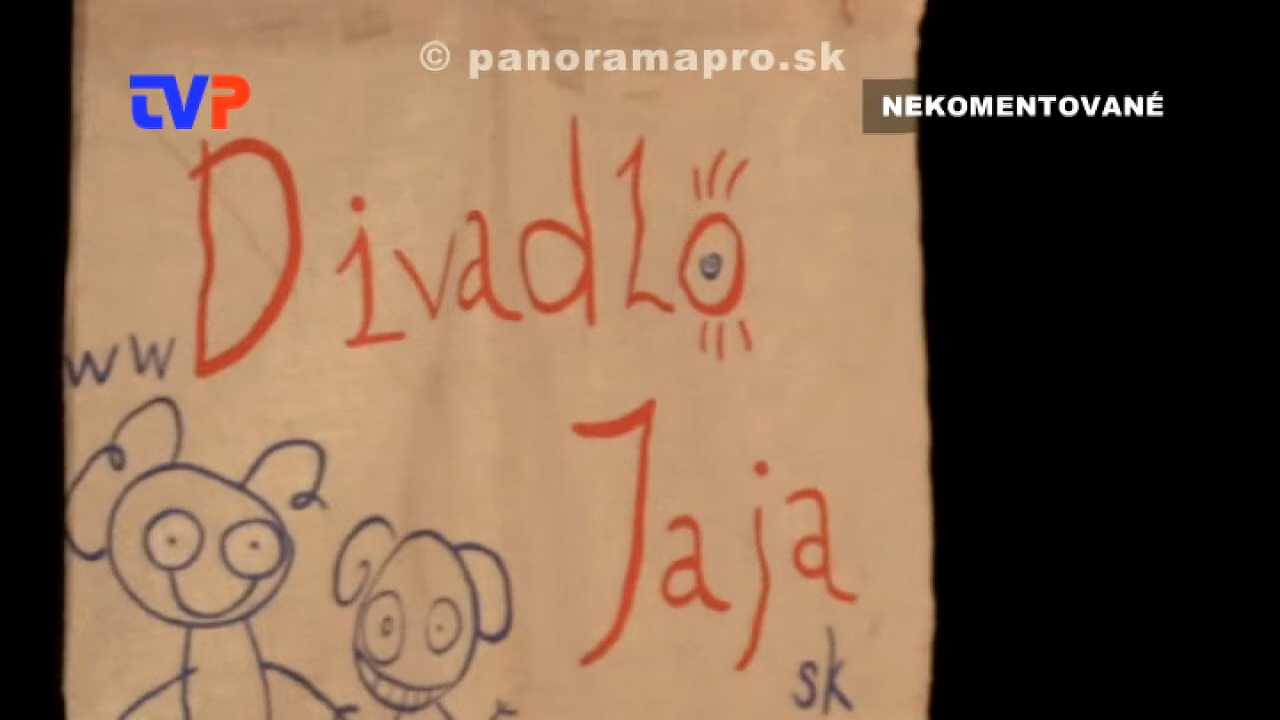 © panoramapro.sk
TVP
NEKOMENTOVANÉ
Divadlo
ww
Jaja
sk